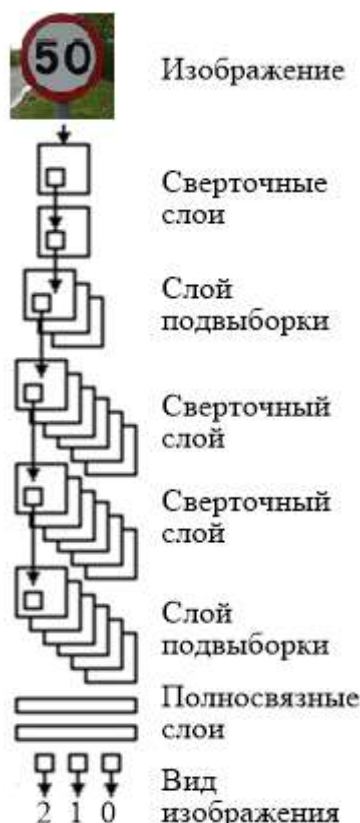 50
Изображение
Сверточные
слои
Слой
подвыборки
Сверточный
слой
Сверточный
слой
Слой
подвыборки
Полносвязные
слои
Вид
изображения
2 1 0